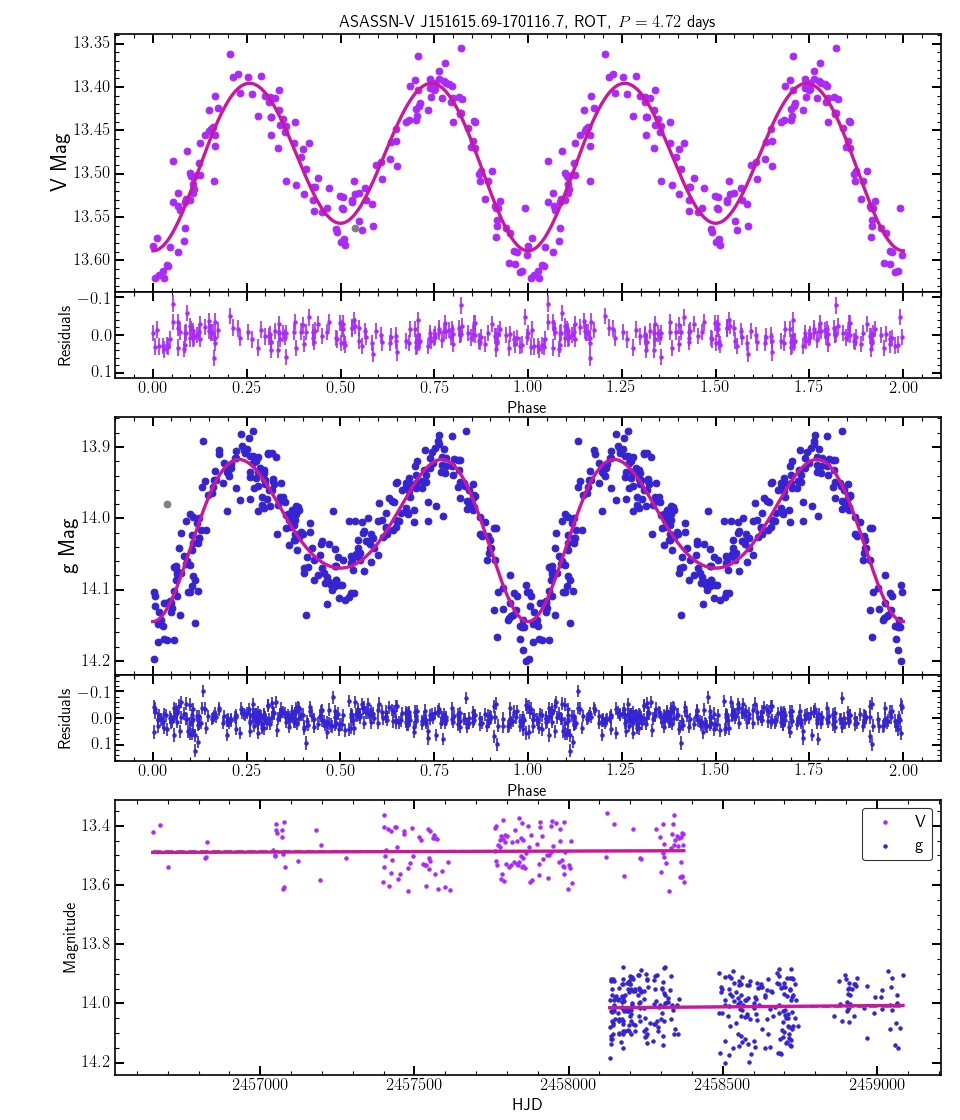 ASASSN-V J151615.69-170116.7, ROT, P = 4.72 days
13.35
13.40
13.45
13.50
13.55
13.60
V Mag
−0.1
0.0
0.1
Residuals
0.00 0.25 0.50 0.75 1.00 1.25 1.50 1.75 2.00
Phase
13.9
14.0
14.1
14.2
g Mag
−0.1
0.0
0.1
Residuals
0.00 0.25 0.50 0.75 1.00 1.25 1.50 1.75 2.00
Phase
13.4
13.6
13.8
14.0
14.2
Magnitude
V
g
2457000 2457500 2458000 2458500 2459000
HJD